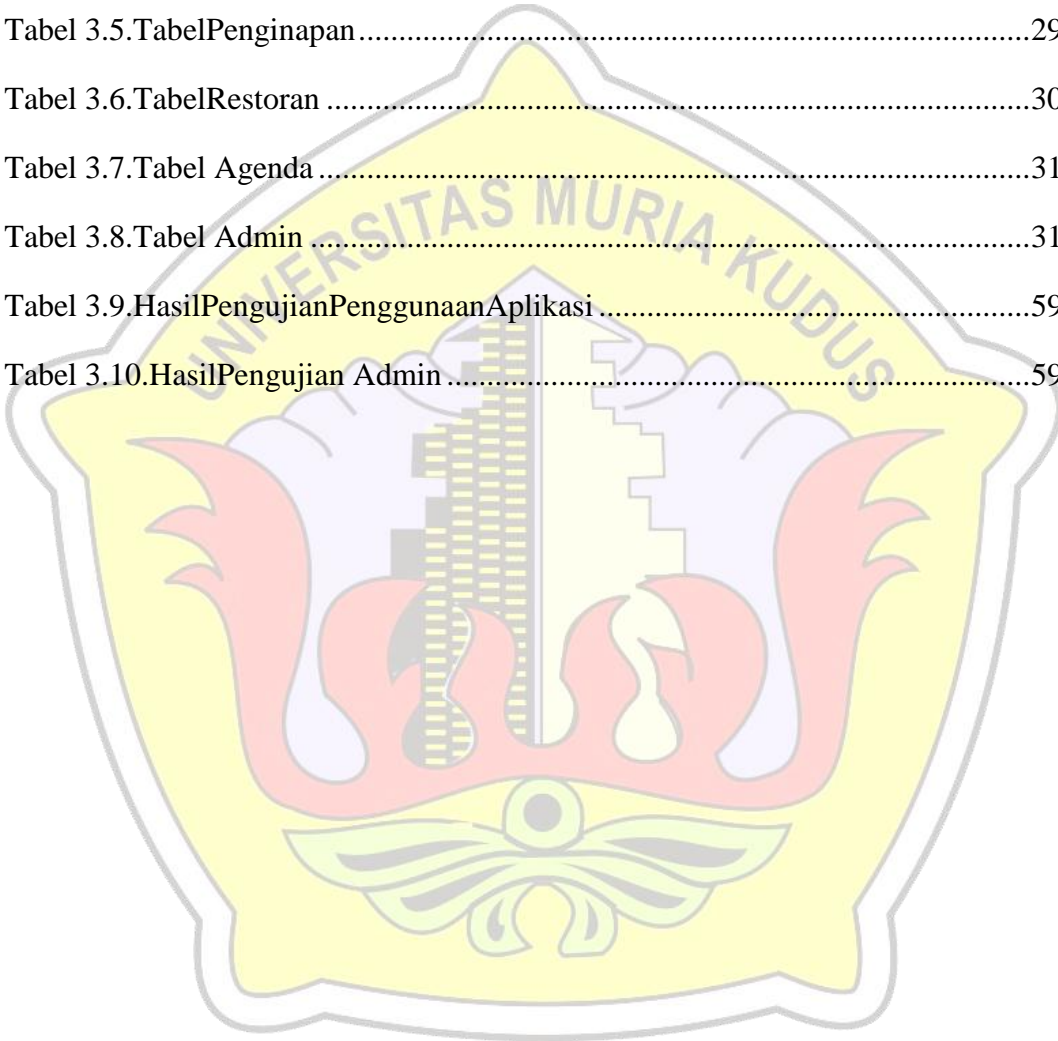 Tabel 3.5.TabelPenginapan.......................................................................................29
Tabel 3.6.TabelRestoran ...........................................................................................30
Tabel 3.7.Tabel Agenda ............................................................................................31
Tabel 3.8.Tabel Admin .............................................................................................31
Tabel 3.9.HasilPengujianPenggunaanAplikasi .......................................................59
Tabel 3.10.HasilPengujian Admin ...........................................................................59
UNIVERSITAS MURIA KUDUS